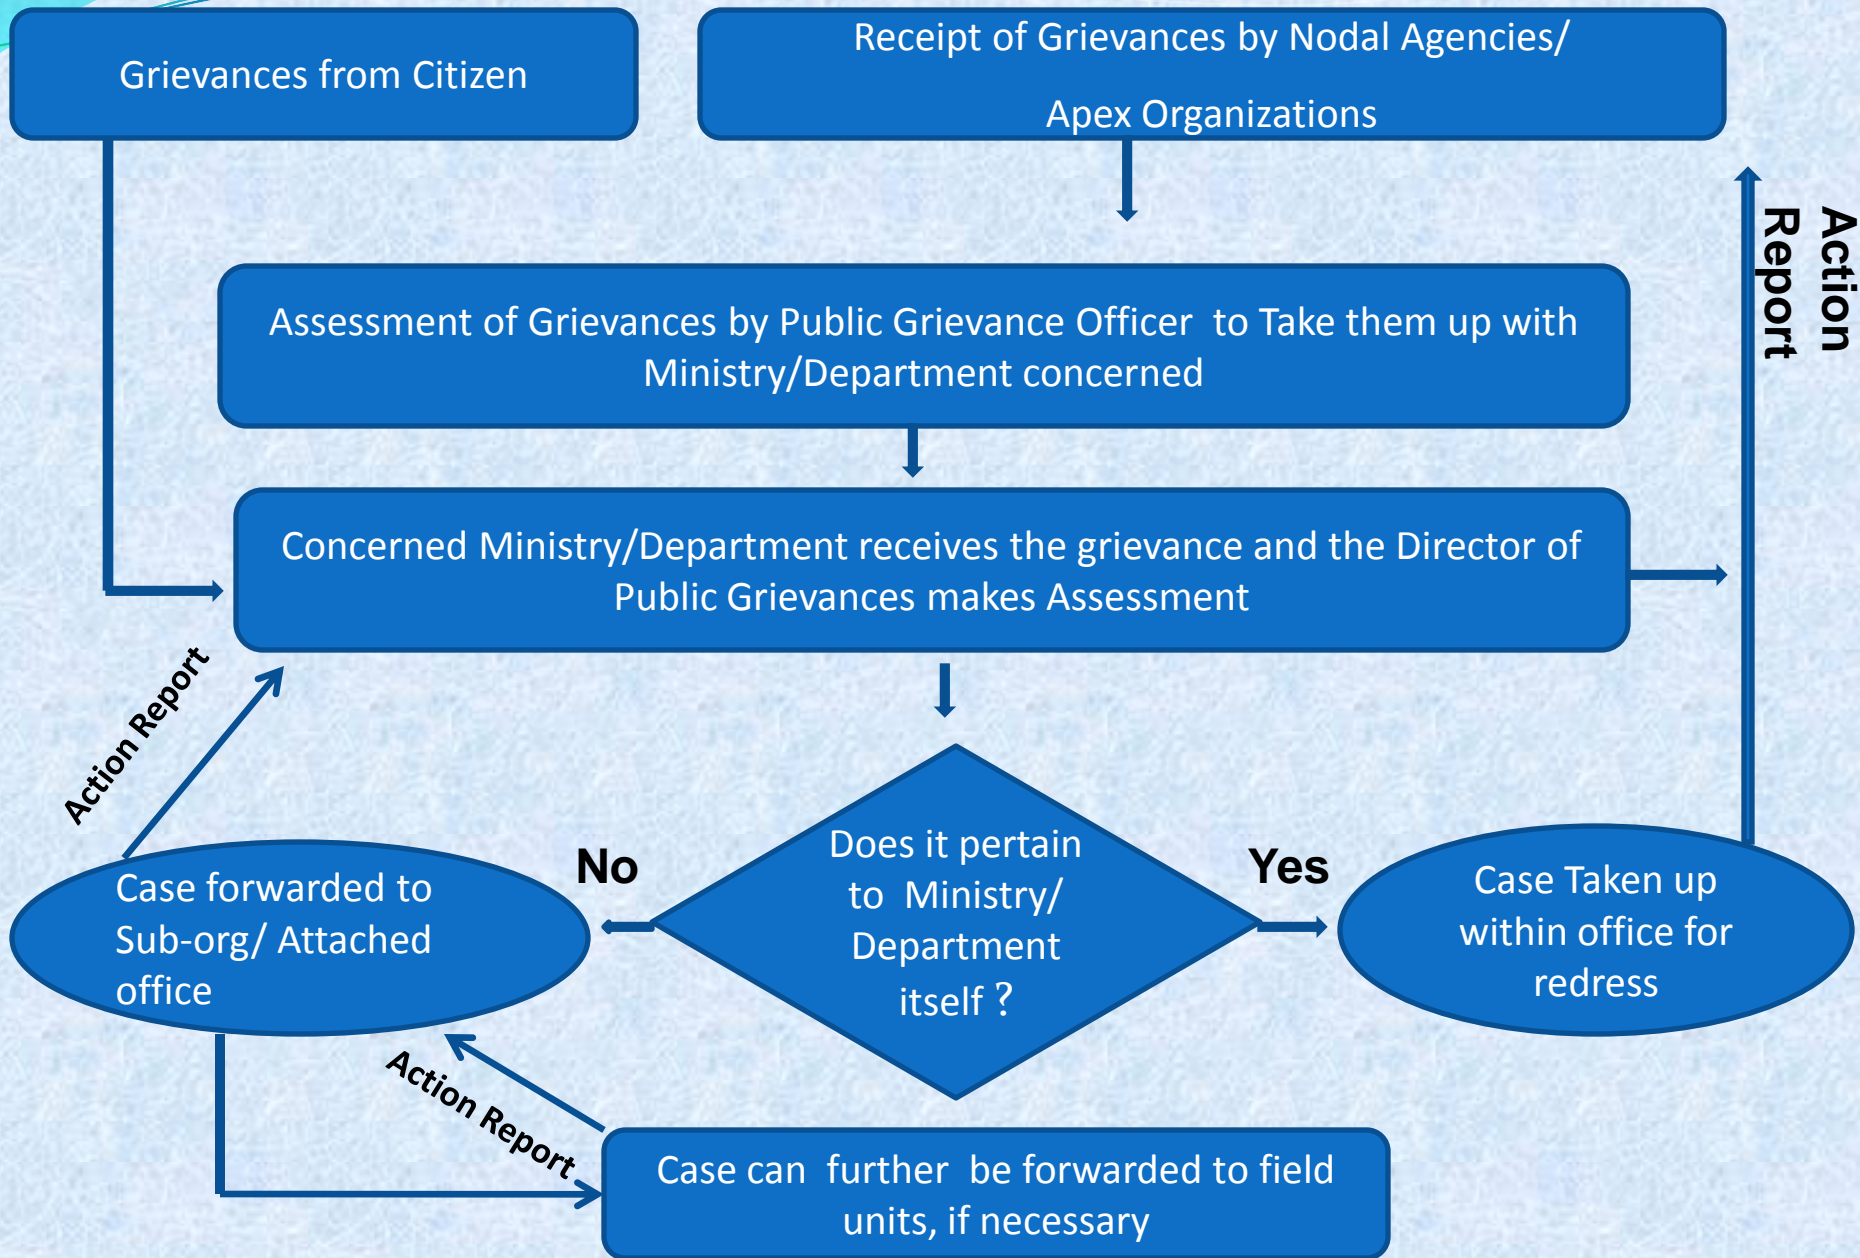 Grievances from Citizen
Receipt of Grievances by Nodal Agencies/
Apex Organizations
Action
Report
Assessment of Grievances by Public Grievance Officer  to Take them up with
Ministry/Department concerned
Concerned Ministry/Department receives the grievance and the Director of
Public Grievances makes Assessment
Action Report
Does it pertain
to  Ministry/
Department
itself ?
No
Yes
Case forwarded to
Sub-org/ Attached
office
Case Taken up
within office for
redress
Action Report
Case can  further  be forwarded to field
units, if necessary